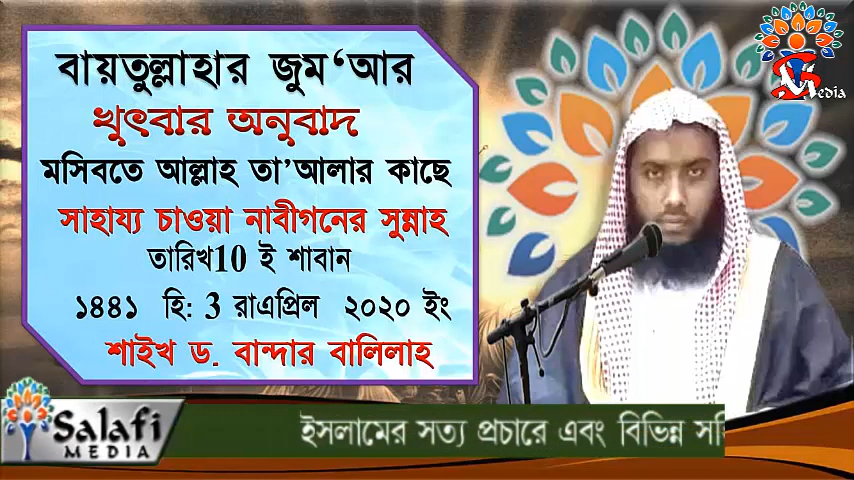 বায়তুল্লাহার জুম‘আর
খুৎবার অনুবাদ
মসিবতে আল্লাহ তা’আলার কাছে
সাহায্য চাওয়া নাবীগনের সুন্নাহ
তারিখ10 ই শাবান
১৪৪১ হি: 3 রাএপ্রিল ২০২০ ইং
শাইখ ড. বান্দার বালিলাহ
Media
Salafi
MEDIA
ইসলামের সত্য প্রচারে এবং বিভিন্ন